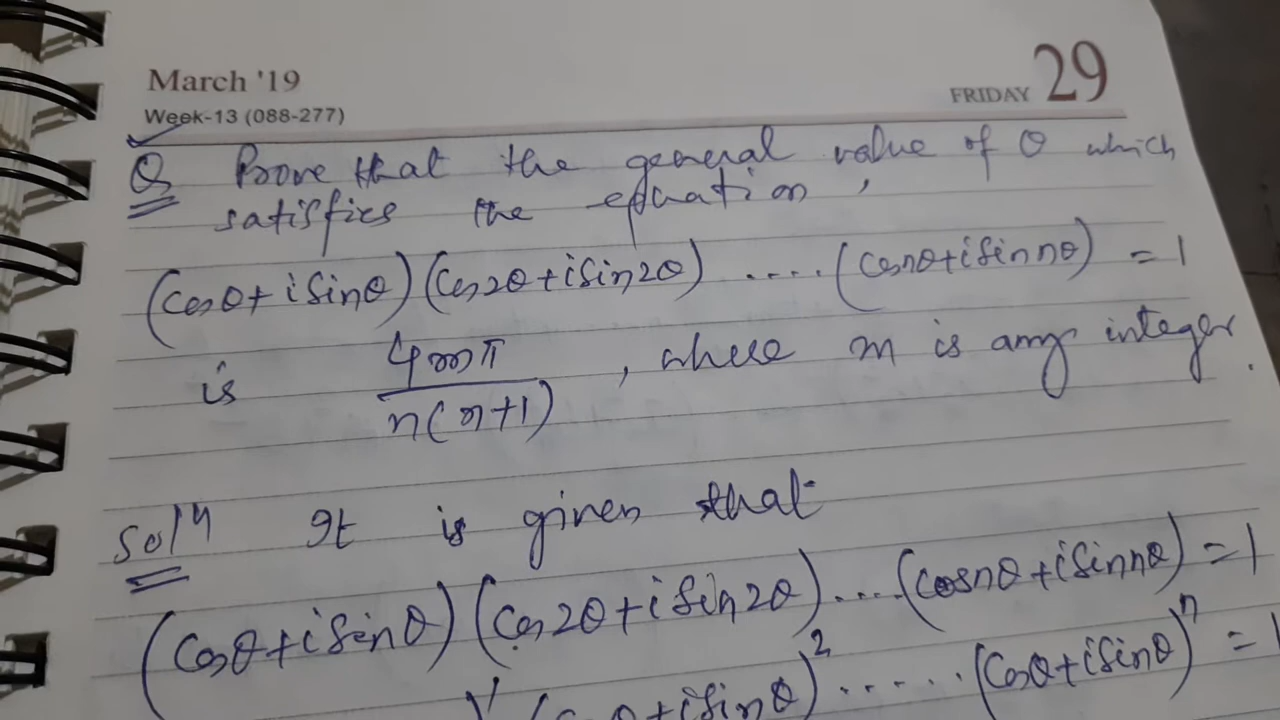 March '19
FRIDAY 29
Week-13 (088-277)
Q Prove that the general value of θ which
satisfies the equation,
(cosθ+isinθ)(cos2θ+isin2θ) ..... (cosnθ+isinnθ) = 1
is 4mπ/n(n+1), where m is any integer.
Solⁿ It is given that
(cosθ+isinθ)(cos2θ+isin2θ)....(cosnθ+isinnθ)=1
θ+isinθ)² ...... (cosθ+isinθ)ⁿ = 1